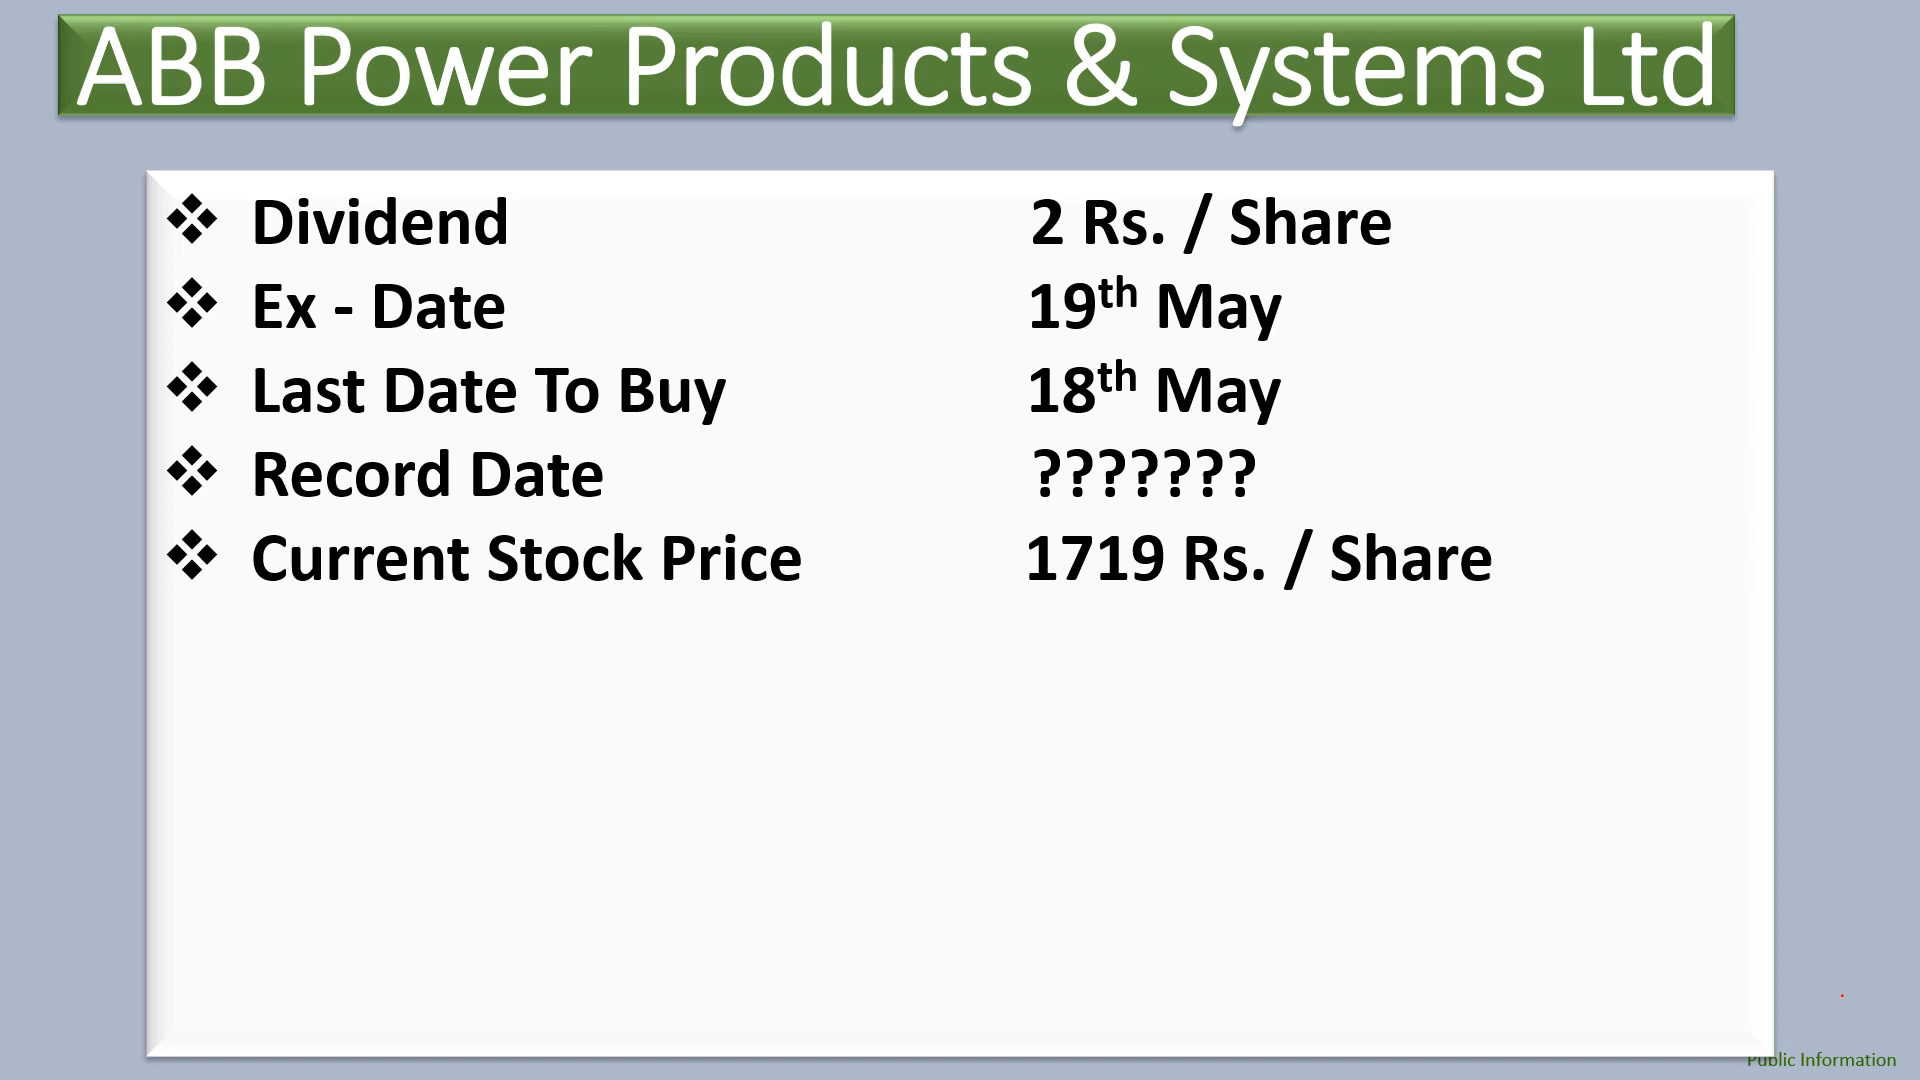 ABB Power Products & Systems Ltd
❖ Dividend 2 Rs. / Share
❖ Ex - Date 19th May
❖ Last Date To Buy 18th May
❖ Record Date ???????
❖ Current Stock Price 1719 Rs. / Share
Public Information